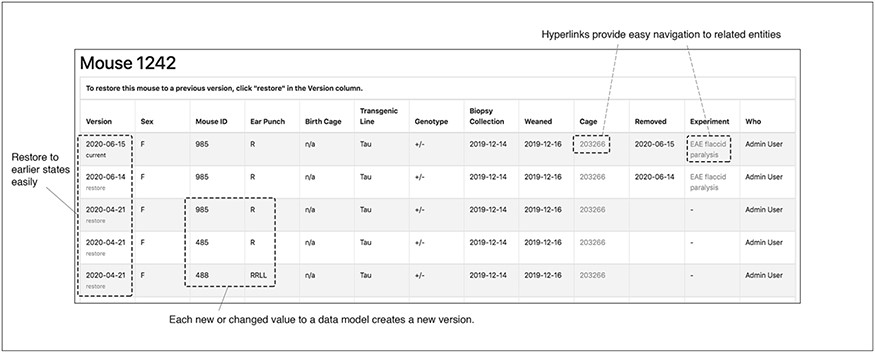 Hyperlinks provide easy navigation to related entities
Mouse 1242
To restore this mouse to a previous version, click "restore" in the Version column.
Version Sex Mouse ID Ear Punch Birth Cage Transgenic Line Genotype Biopsy Collection Weaned Cage Removed Experiment Who
2020-06-15 F 985 R n/a Tau +/- 2019-12-14 2019-12-16 203266 2020-06-15 EAE flaccid Admin User
current paralysis
2020-06-14 F 985 R n/a Tau +/- 2019-12-14 2019-12-16 203266 2020-06-14 EAE flaccid Admin User
restore paralysis
2020-04-21 F 985 R n/a Tau +/- 2019-12-14 2019-12-16 203266 - Admin User
restore
2020-04-21 F 485 R n/a Tau +/- 2019-12-14 2019-12-16 203266 - Admin User
restore
2020-04-21 F 488 RRLL n/a Tau +/- 2019-12-14 2019-12-16 203266 - Admin User
restore
Restore to
earlier states
easily
Each new or changed value to a data model creates a new version.